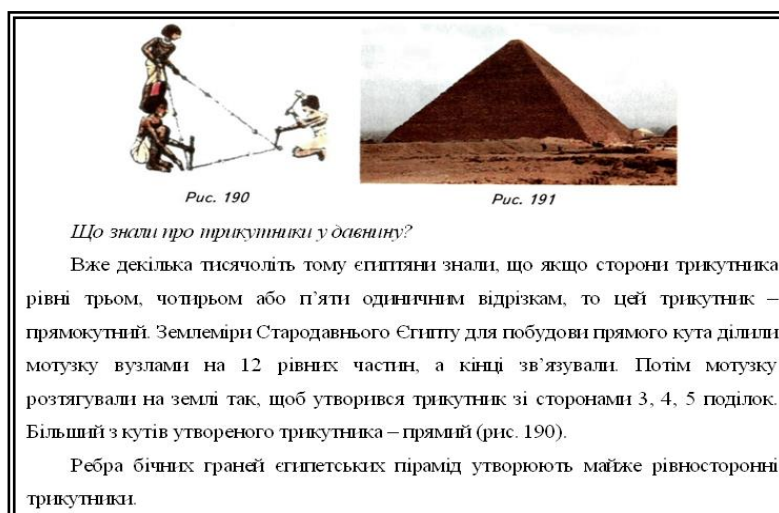 Рис. 190
Рис. 191
Що знали про трикутники у давнину?
Вже декілька тисячоліть тому єгиптяни знали, що якщо сторони трикутника
рівні трьом, чотирьом або п’яти одиничним відрізкам, то цей трикутник –
прямокутний. Землеміри Стародавнього Єгипту для побудови прямого кута ділили
мотузку вузлами на 12 рівних частин, а кінці зв’язували. Потім мотузку
розтягували на землі так, щоб утворився трикутник зі сторонами 3, 4, 5 поділок.
Більший з кутів утвореного трикутника – прямий (рис. 190).
Ребра бічних граней єгипетських пірамід утворюють майже рівносторонні
трикутники.